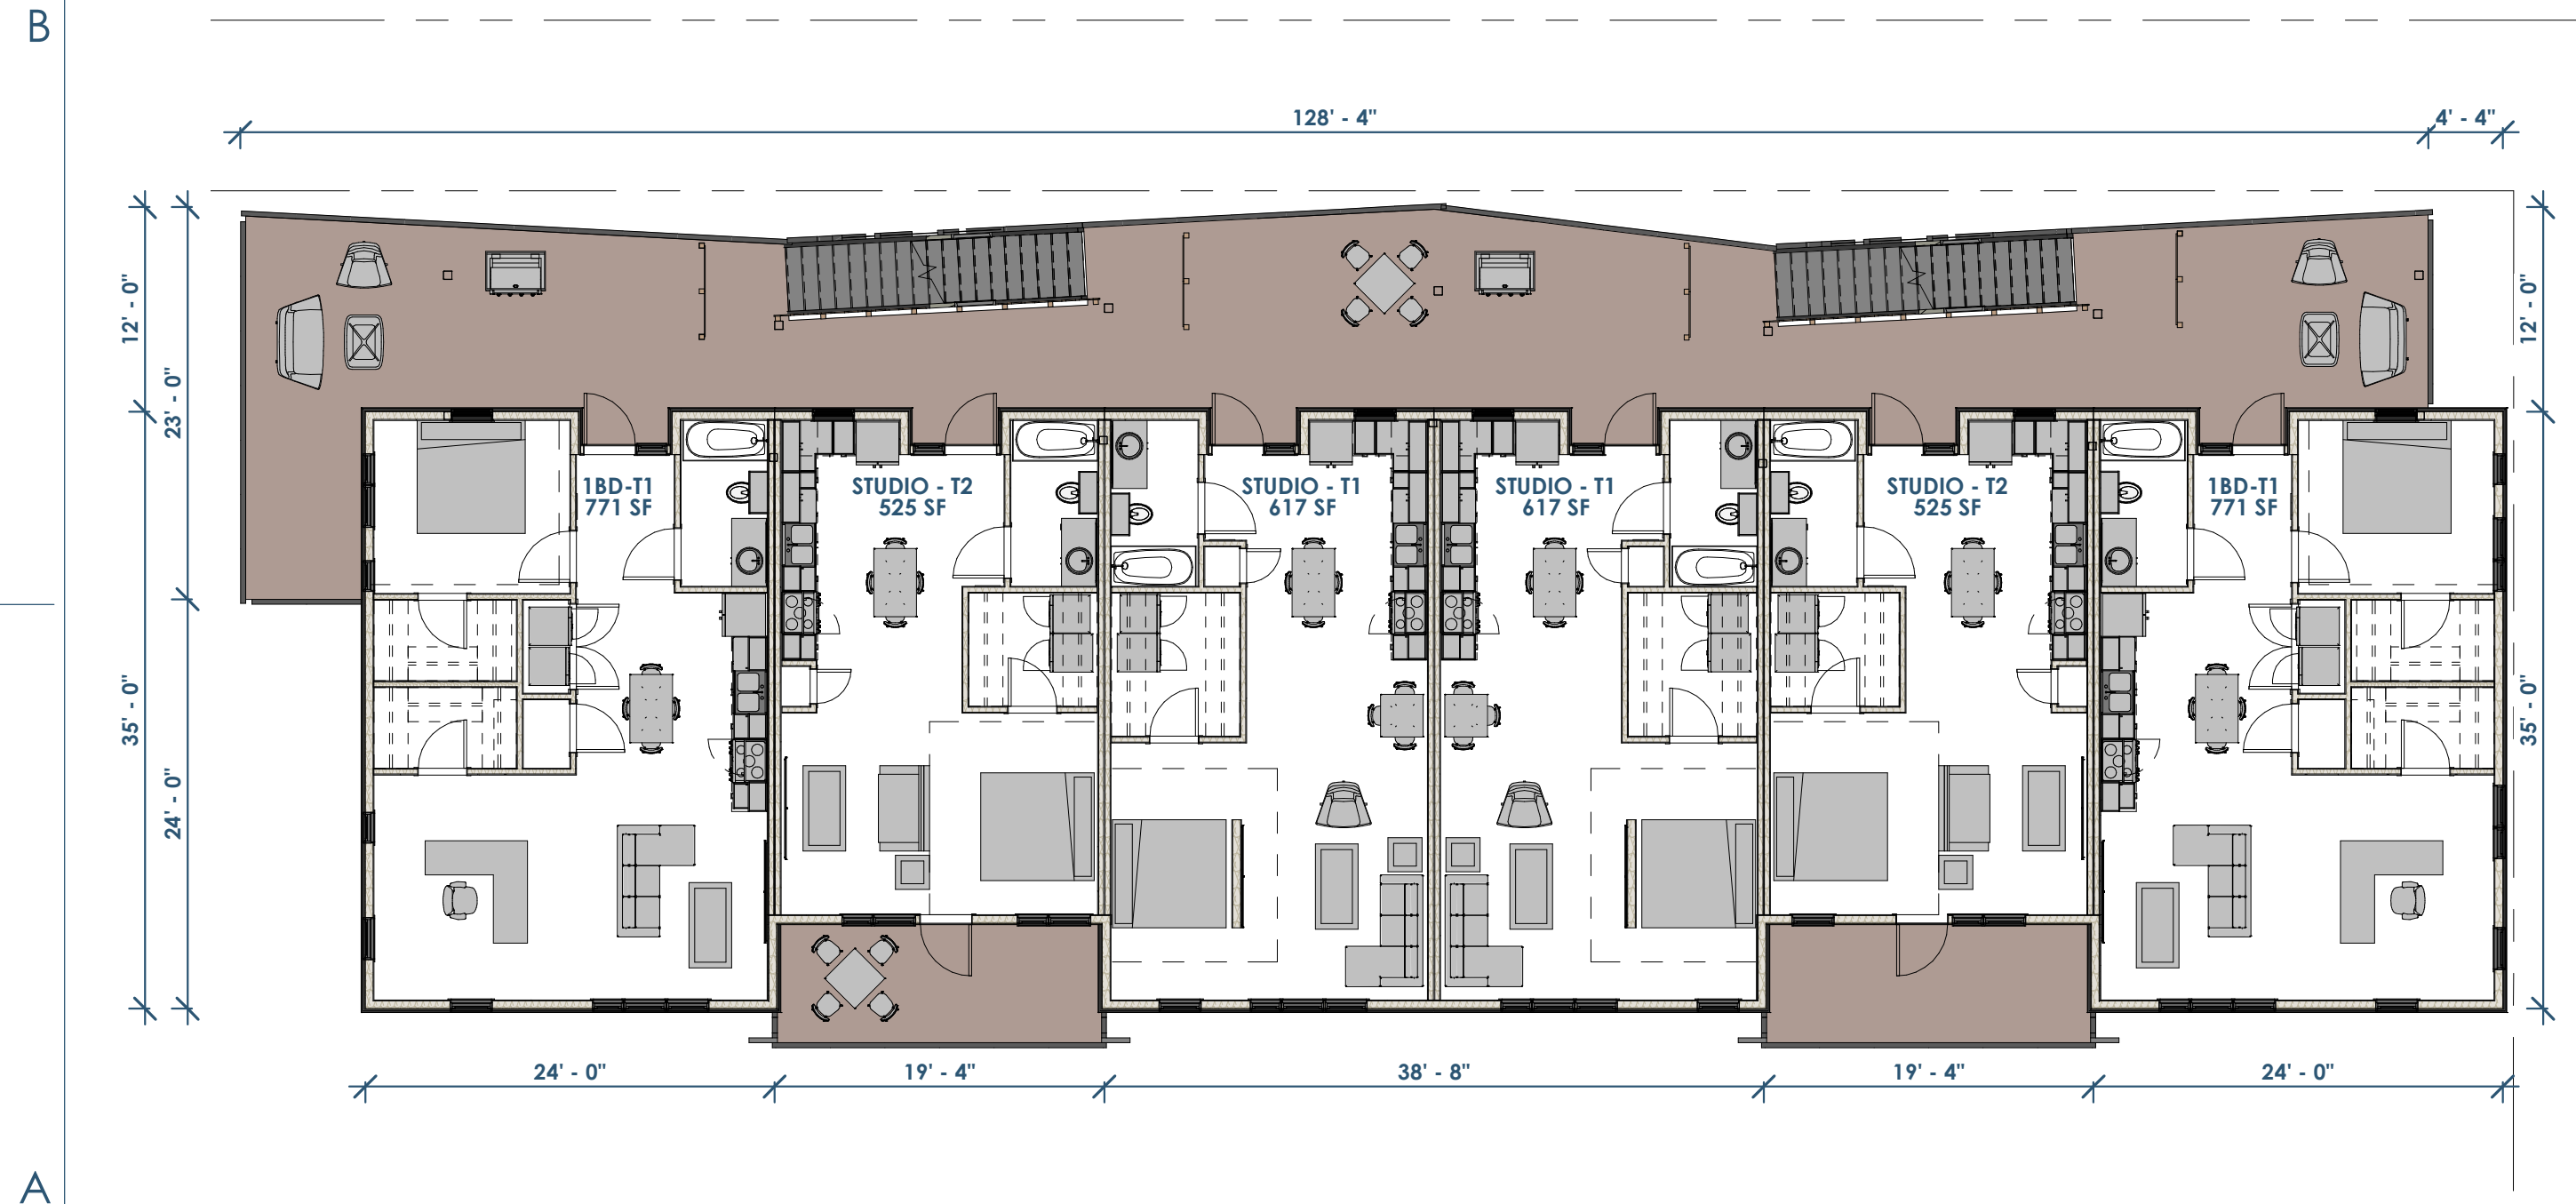 B
128' - 4"
4' - 4"
12' - 0"
23' - 0"
12' - 0"
1BD-T1
771 SF
STUDIO - T2
525 SF
STUDIO - T1
617 SF
STUDIO - T1
617 SF
STUDIO - T2
525 SF
1BD-T1
771 SF
35' - 0"
24' - 0"
35' - 0"
24' - 0"
19' - 4"
38' - 8"
19' - 4"
24' - 0"
A